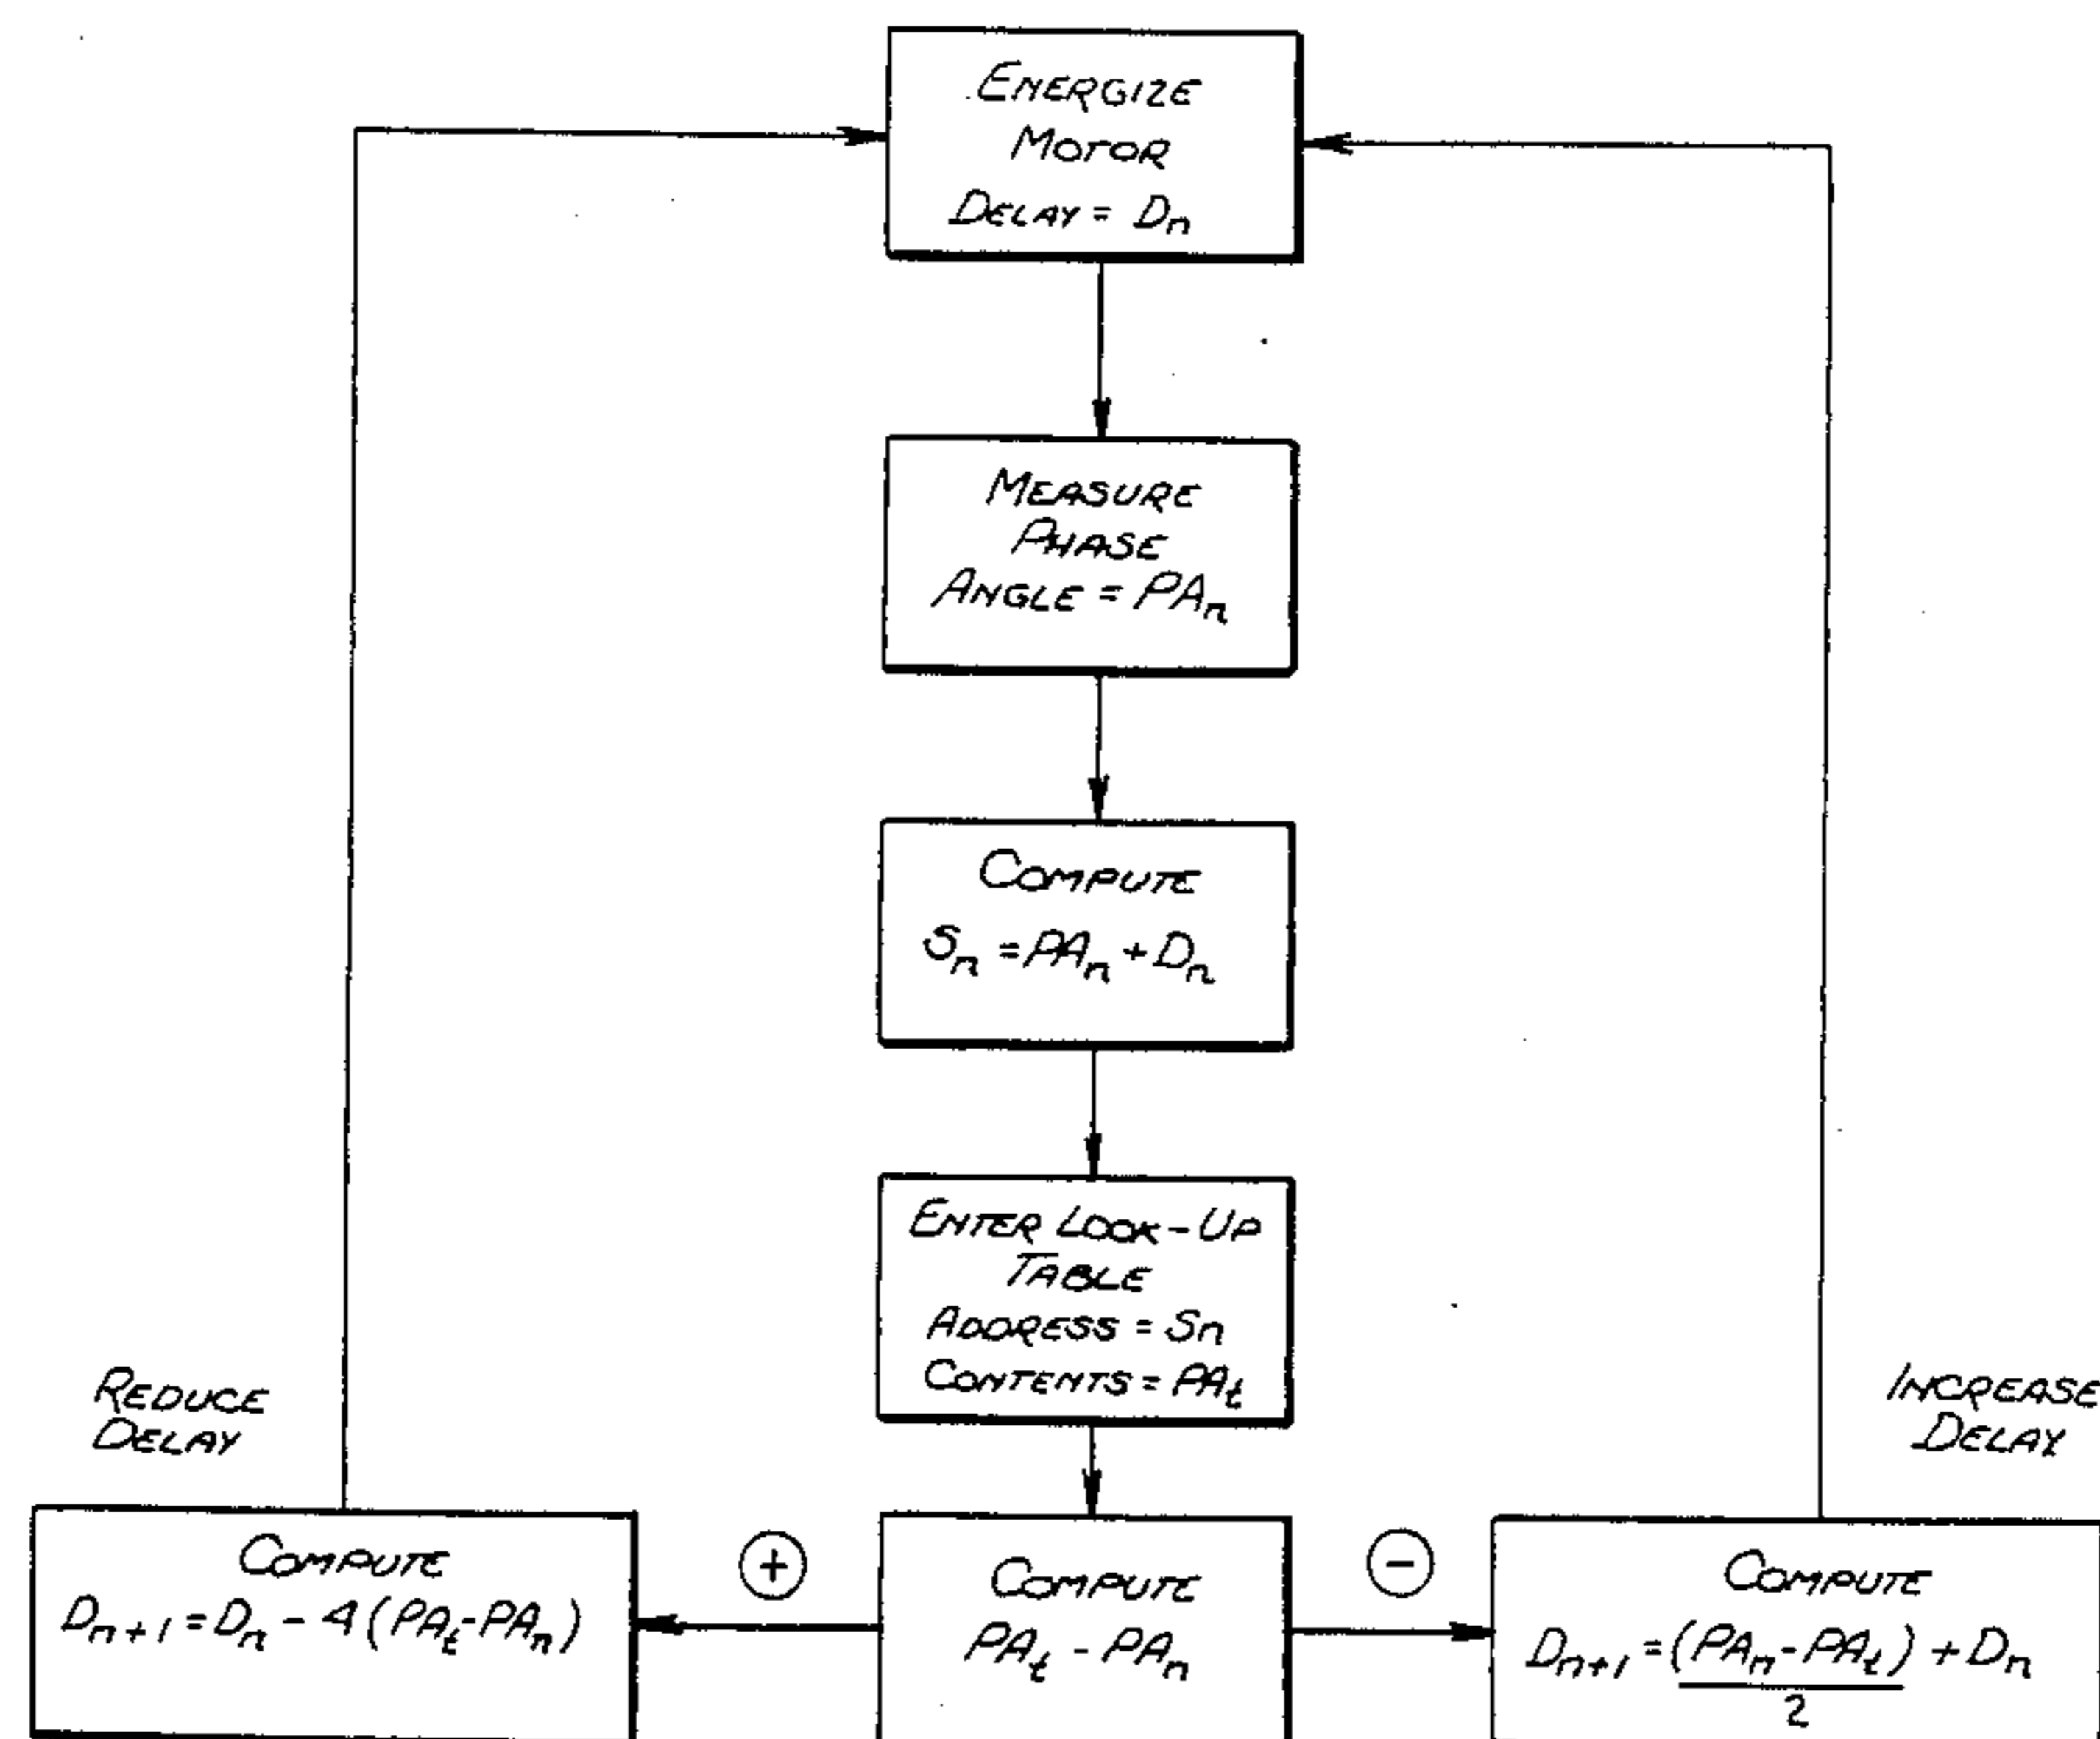 ENERGIZE
MOTOR
DELAY = Dn
MEASURE
PHASE
ANGLE = PAn
COMPUTE
Sn = PAn + Dn
ENTER LOOK-UP
TABLE
ADDRESS = Sn
CONTENTS = PAt
REDUCE
DELAY
INCREASE
DELAY
COMPUTE
Dn+1 = Dn - 4(PAt - PAn)
+
COMPUTE
PAt - PAn
-
COMPUTE
Dn+1 = (PAn - PAt) + Dn
2